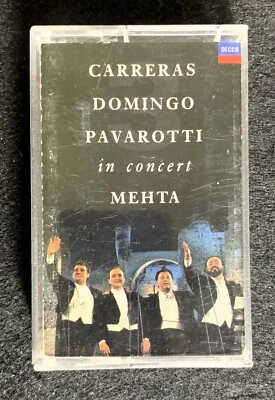 DECCA
CARRERAS
DOMINGO
PAVAROTTI
in concert
MEHTA